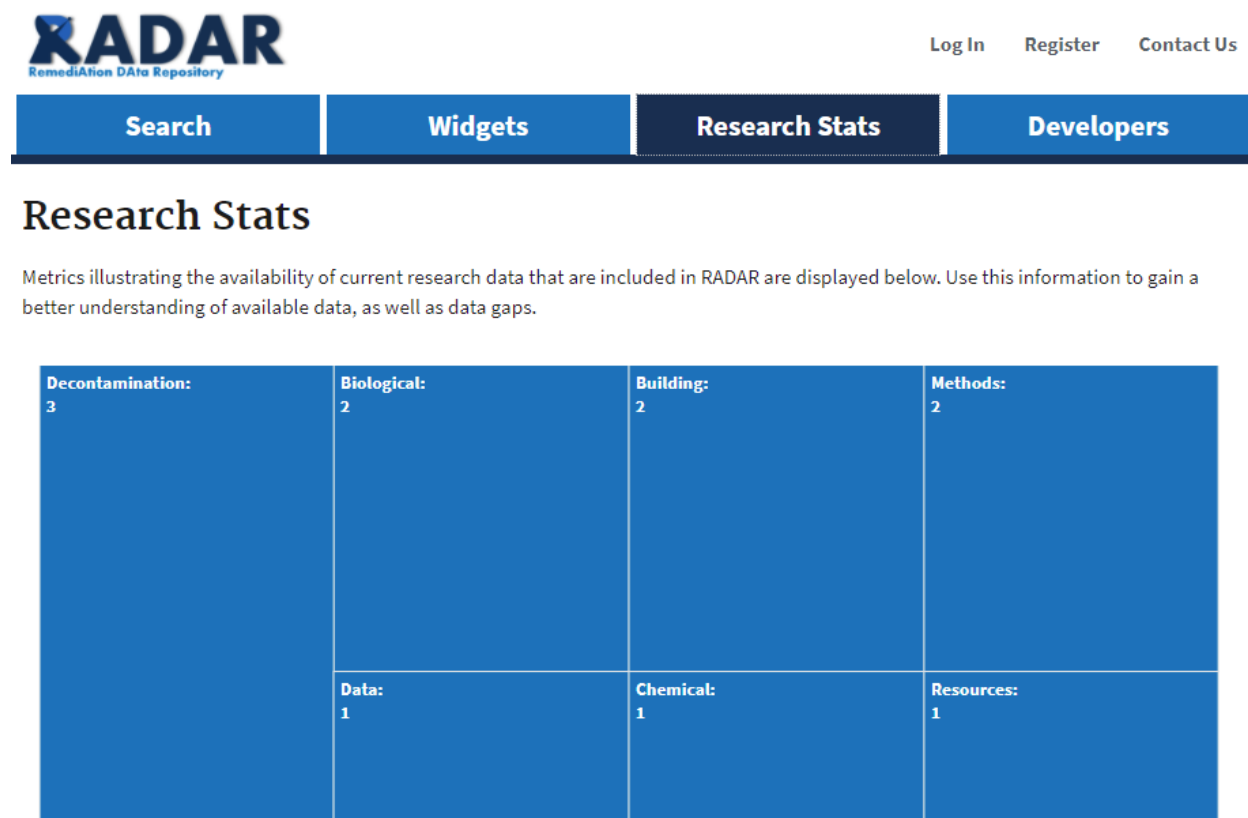 RADAR
RemediAtion DAta Repository
Log In Register Contact Us
Search Widgets Research Stats Developers
Research Stats
Metrics illustrating the availability of current research data that are included in RADAR are displayed below. Use this information to gain a
better understanding of available data, as well as data gaps.
Decontamination:
3
Biological:
2
Building:
2
Methods:
2
Data:
1
Chemical:
1
Resources:
1